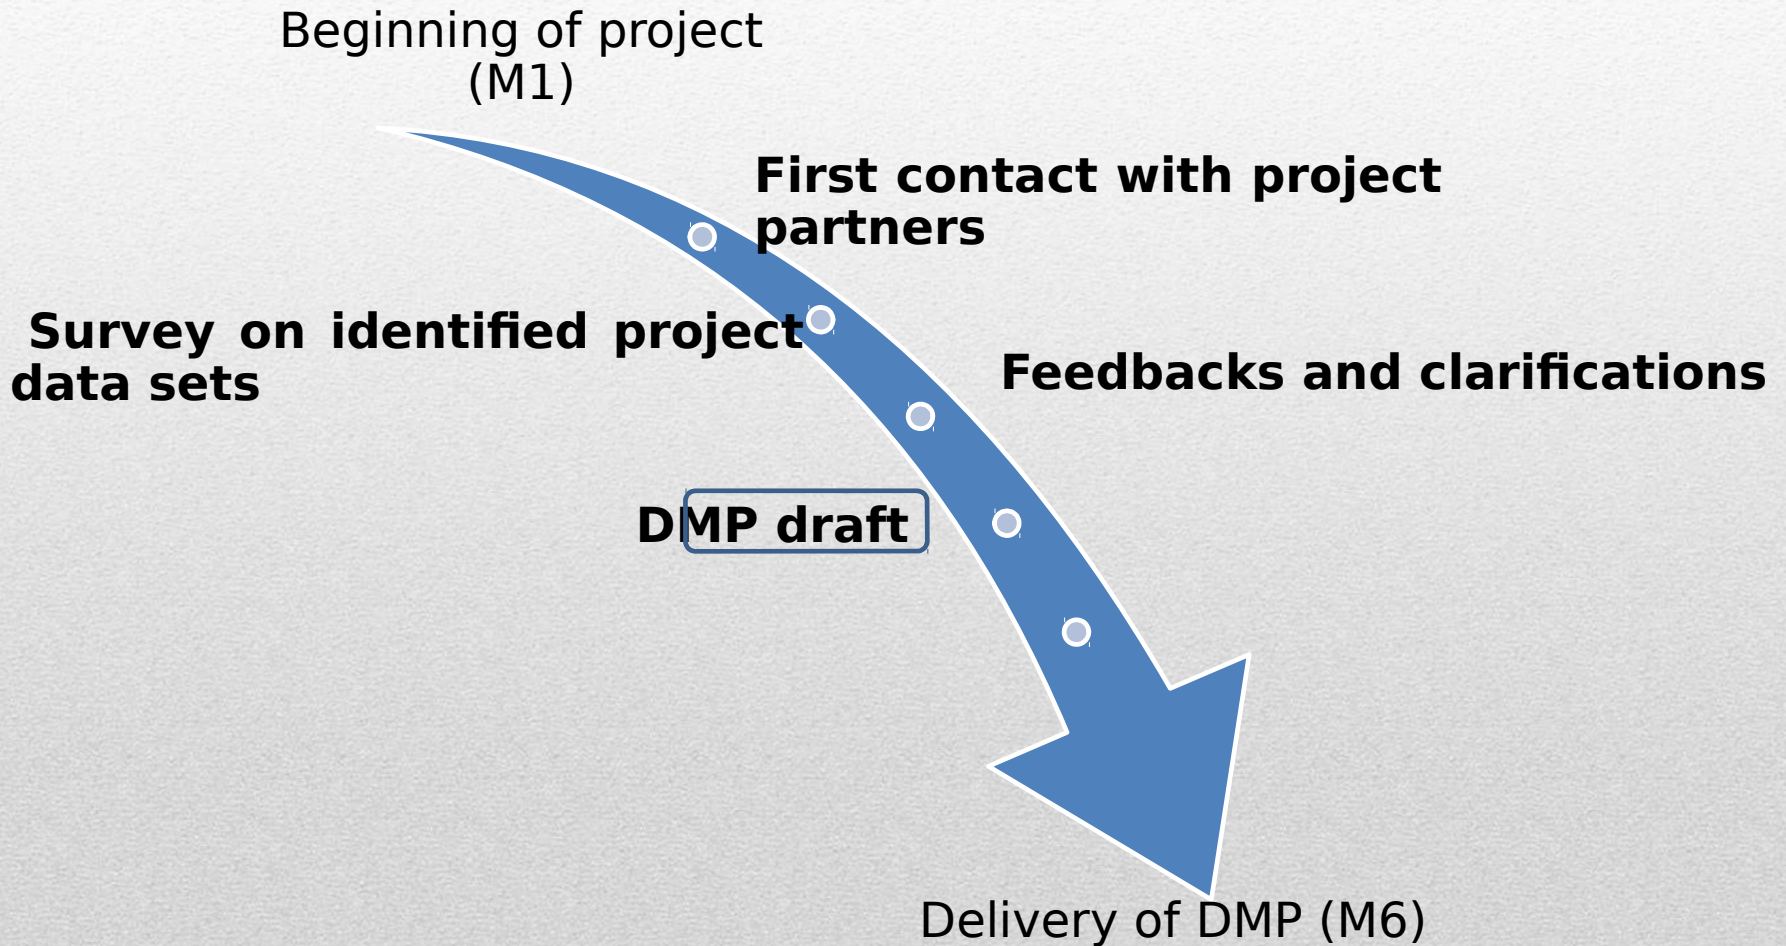 Beginning of project
(M1)
First contact with project
partners
Survey on identified project
data sets
Feedbacks and clarifications
DMP draft
Delivery of DMP (M6)